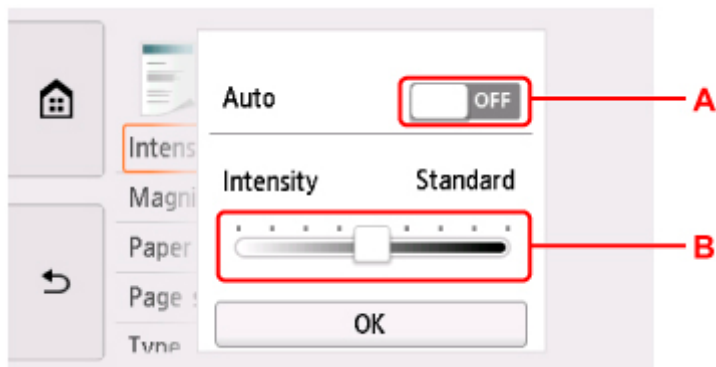 Auto
OFF
A
Intens
Intensity
Standard
Magni
Paper
B
Page s
OK
Type